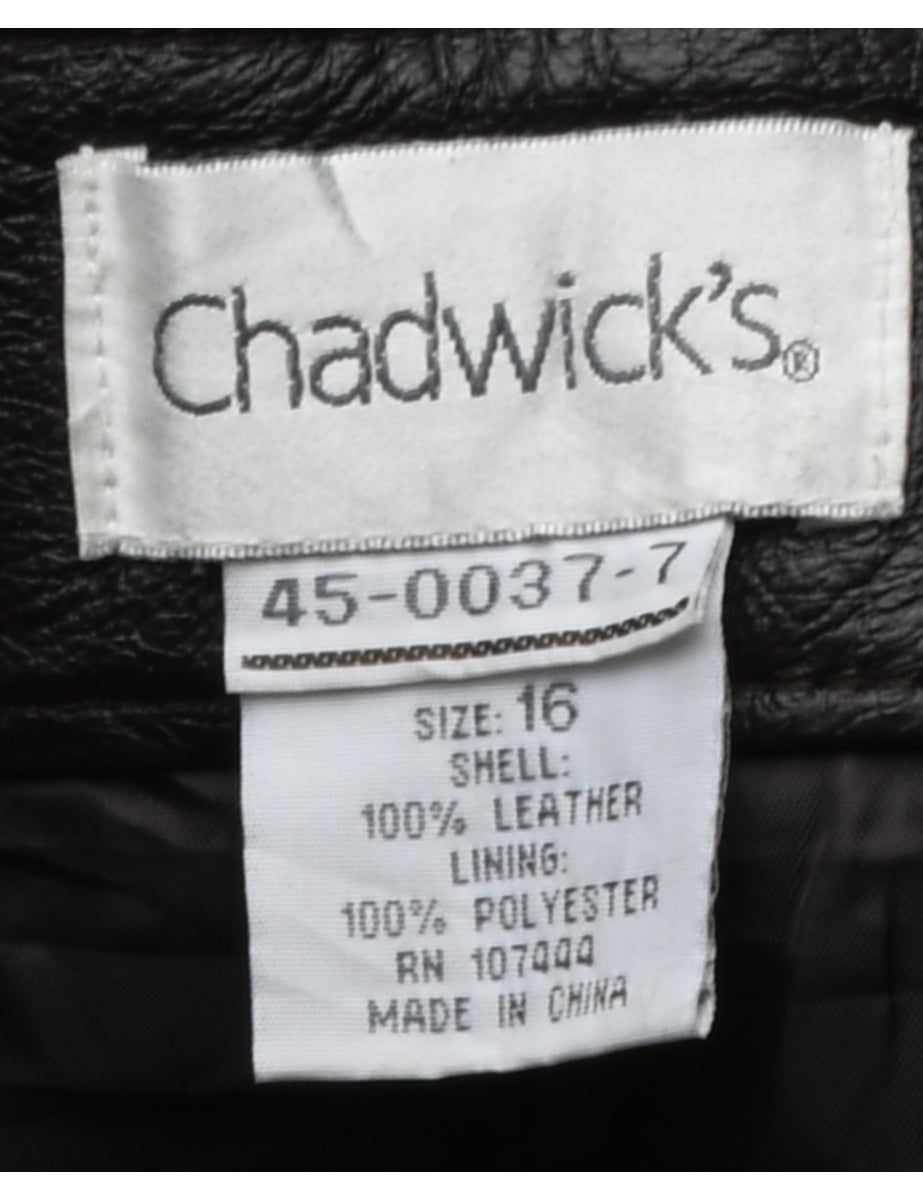 Chadwick's®
45-0037-7
SIZE: 16
SHELL:
100% LEATHER
LINING:
100% POLYESTER
RN 107444
MADE IN CHINA